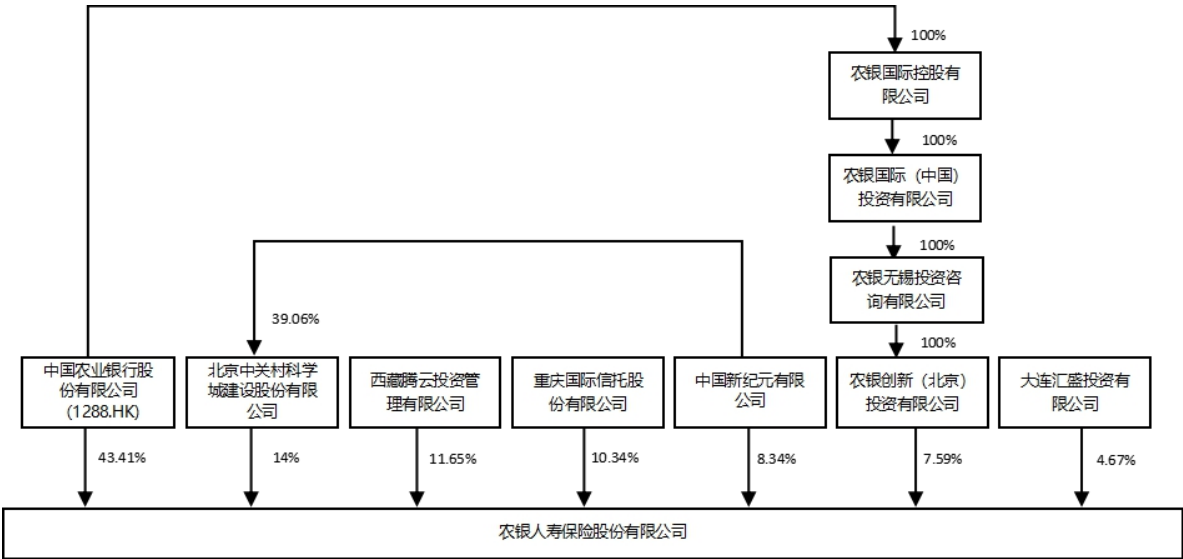 100%
农银国际控股有
限公司
100%
农银国际（中国）
投资有限公司
100%
农银无锡投资咨
询有限公司
39.06%
100%
中国农业银行股
份有限公司
(1288.HK)
北京中关村科学
城建设股份有限
公司
西藏腾云投资管
理有限公司
重庆国际信托股
份有限公司
中国新纪元有限
公司
农银创新（北京）
投资有限公司
大连汇盛投资有
限公司
43.41%
14%
11.65%
10.34%
8.34%
7.59%
4.67%
农银人寿保险股份有限公司